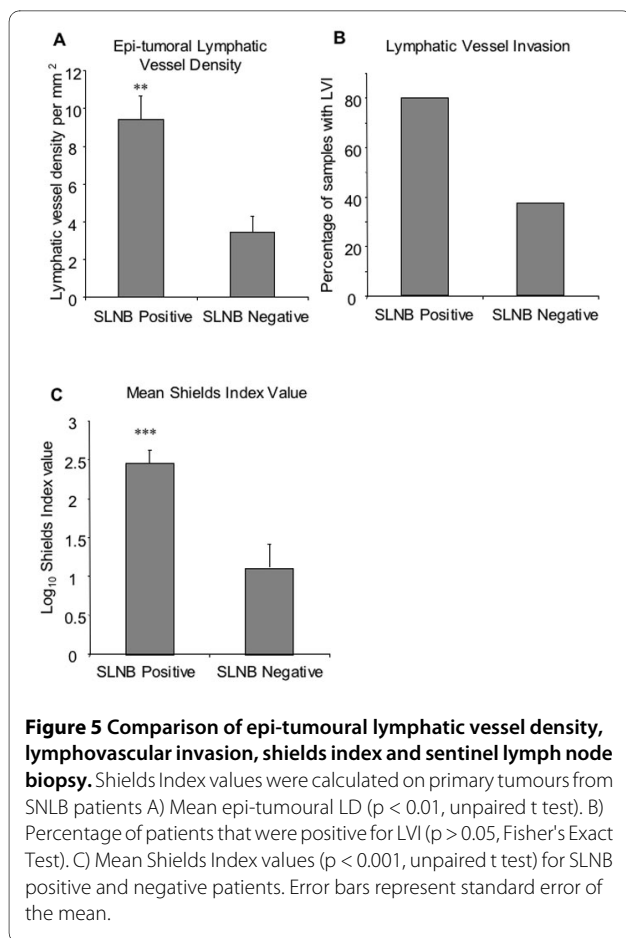 A
Epi-tumoral Lymphatic
Vessel Density
12
10
8
6
4
2
0
Lymphatic vessel density per mm²
**
SLNB Positive SLNB Negative
B
Lymphatic Vessel Invasion
80
60
40
20
0
Percentage of samples with LVI
SLNB Positive SLNB Negative
C
Mean Shields Index Value
3
2.5
2
1.5
1
0.5
0
Log₁₀ Shields Index value
***
SLNB Positive SLNB Negative
Figure 5 Comparison of epi-tumoural lymphatic vessel density,
lymphovascular invasion, shields index and sentinel lymph node
biopsy. Shields Index values were calculated on primary tumours from
SNLB patients A) Mean epi-tumoural LD (p < 0.01, unpaired t test). B)
Percentage of patients that were positive for LVI (p > 0.05, Fisher's Exact
Test). C) Mean Shields Index values (p < 0.001, unpaired t test) for SLNB
positive and negative patients. Error bars represent standard error of
the mean.